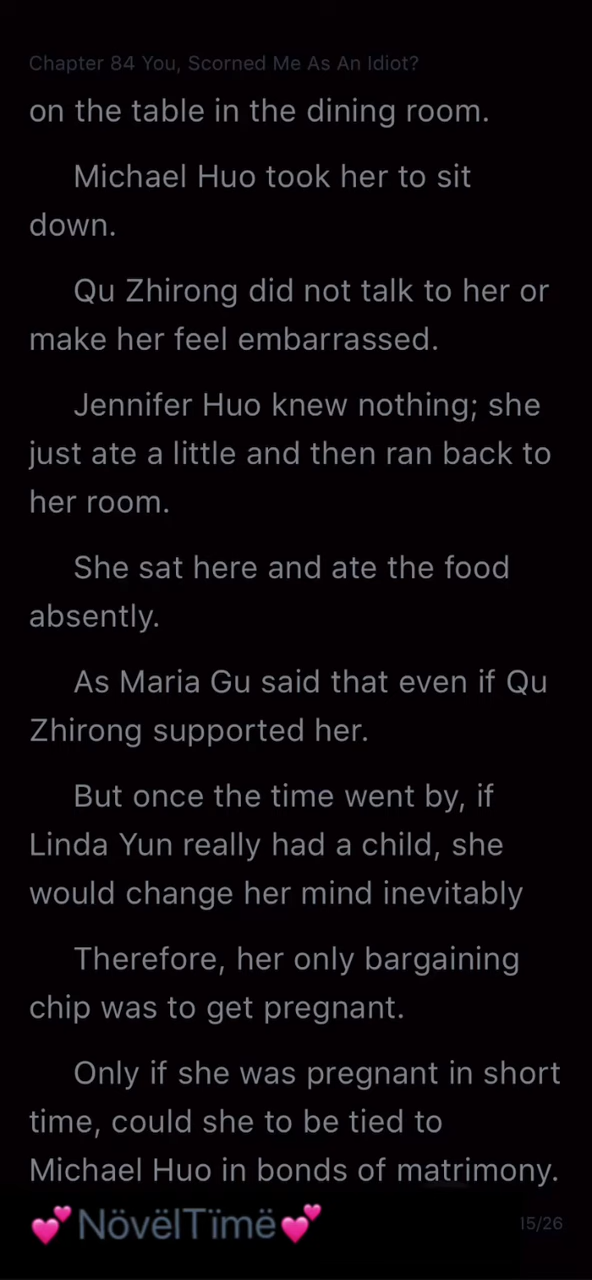 Chapter 84 You, Scorned Me As An Idiot?
on the table in the dining room.
Michael Huo took her to sit
down.
Qu Zhirong did not talk to her or
make her feel embarrassed.
Jennifer Huo knew nothing; she
just ate a little and then ran back to
her room.
She sat here and ate the food
absently.
As Maria Gu said that even if Qu
Zhirong supported her.
But once the time went by, if
Linda Yun really had a child, she
would change her mind inevitably
Therefore, her only bargaining
chip was to get pregnant.
Only if she was pregnant in short
time, could she to be tied to
Michael Huo in bonds of matrimony.
💕NövëlTïmë💕
15/26